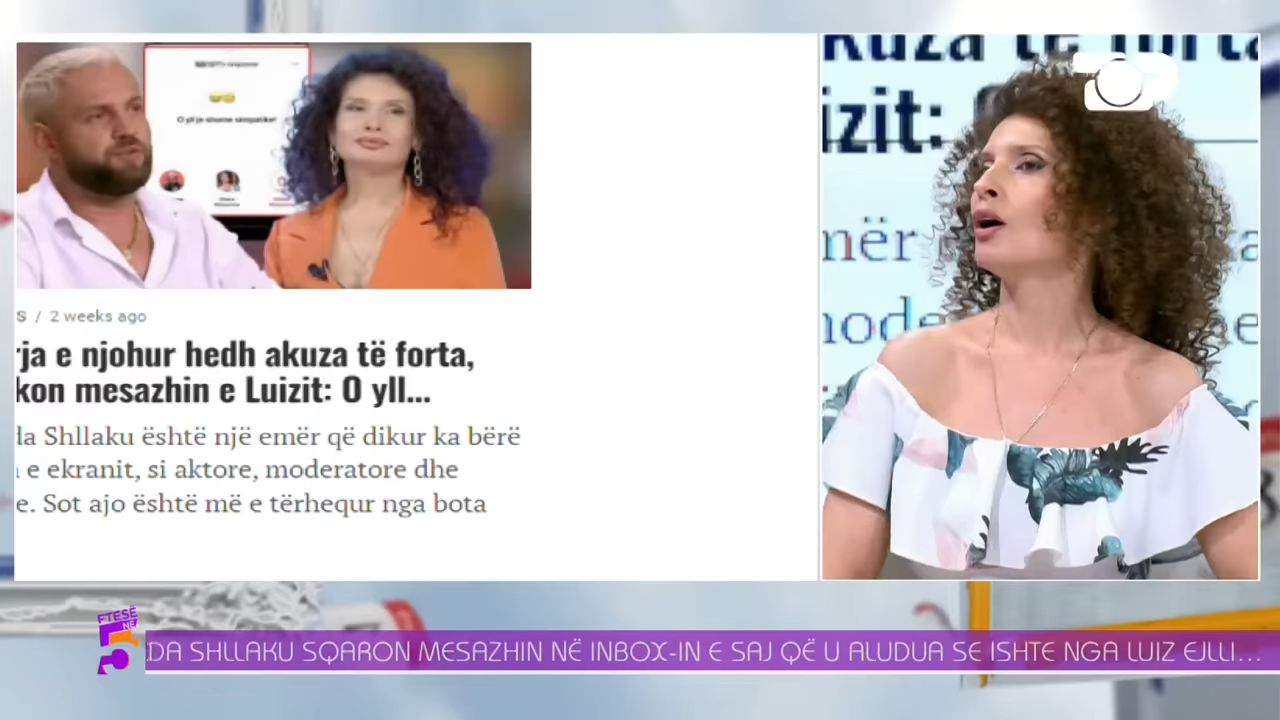 O yll je shume simpatike!
S / 2 weeks ago
rja e njohur hedh akuza të forta,
kon mesazhin e Luizit: O yll...
da Shllaku është një emër që dikur ka bërë
e ekranit, si aktore, moderatore dhe
e. Sot ajo është më e tërhequr nga bota
kuza të forta
izit:
mër
mode
FTESË
NË
5
DA SHLLAKU SQARON MESAZHIN NË INBOX-IN E SAJ QË U ALUDUA SE ISHTE NGA LUIZ EJLLI...